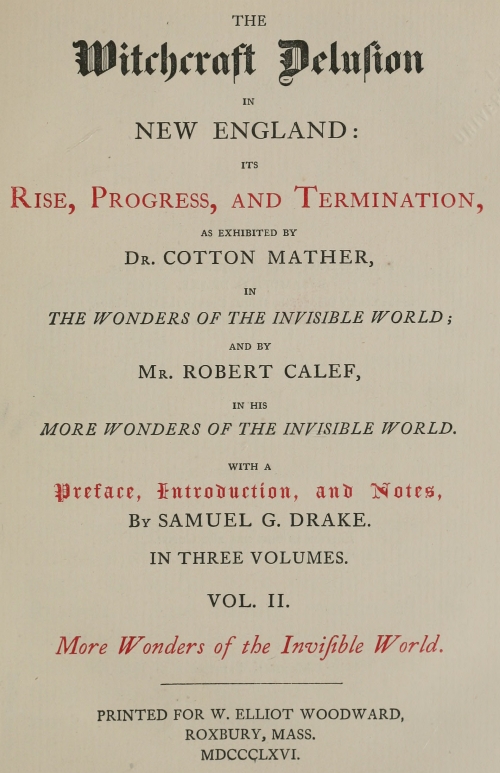 THE
Witchcraft Deluſion
IN
NEW ENGLAND:
ITS
RISE, PROGRESS, AND TERMINATION,
AS EXHIBITED BY
DR. COTTON MATHER,
IN
THE WONDERS OF THE INVISIBLE WORLD;
AND BY
MR. ROBERT CALEF,
IN HIS
MORE WONDERS OF THE INVISIBLE WORLD.
WITH A
Preface, Introduction, and Notes,
BY SAMUEL G. DRAKE.
IN THREE VOLUMES.
VOL. II.
More Wonders of the Inviſible World.
PRINTED FOR W. ELLIOT WOODWARD,
ROXBURY, MASS.
MDCCCLXVI.